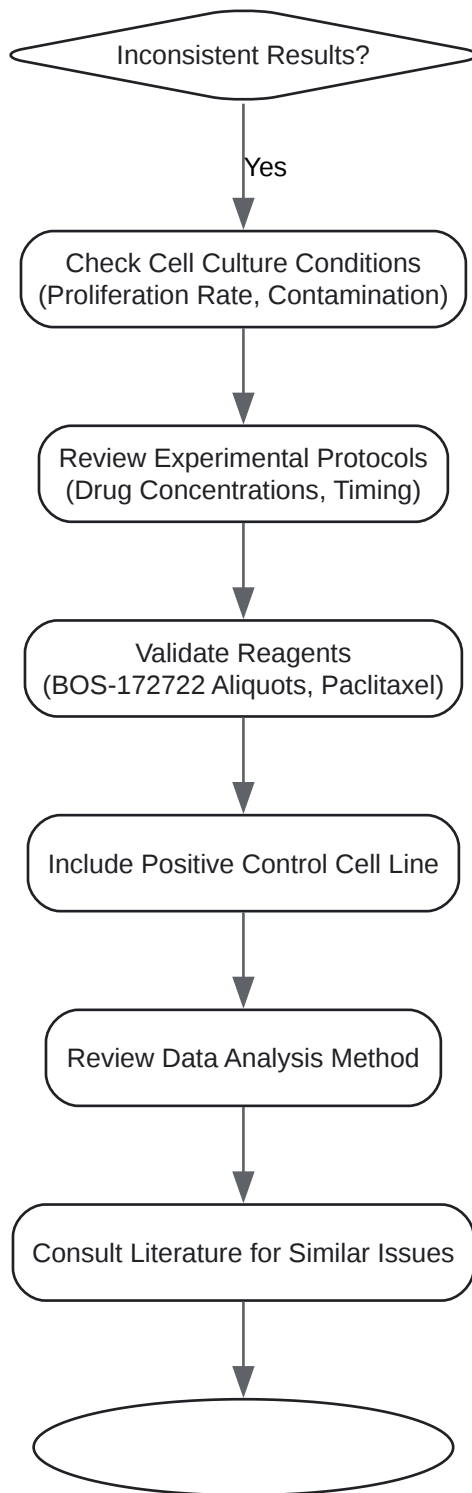 Inconsistent Results?
Yes
Check Cell Culture Conditions
(Proliferation Rate, Contamination)
Review Experimental Protocols
(Drug Concentrations, Timing)
Validate Reagents
(BOS-172722 Aliquots, Paclitaxel)
Include Positive Control Cell Line
Review Data Analysis Method
Consult Literature for Similar Issues